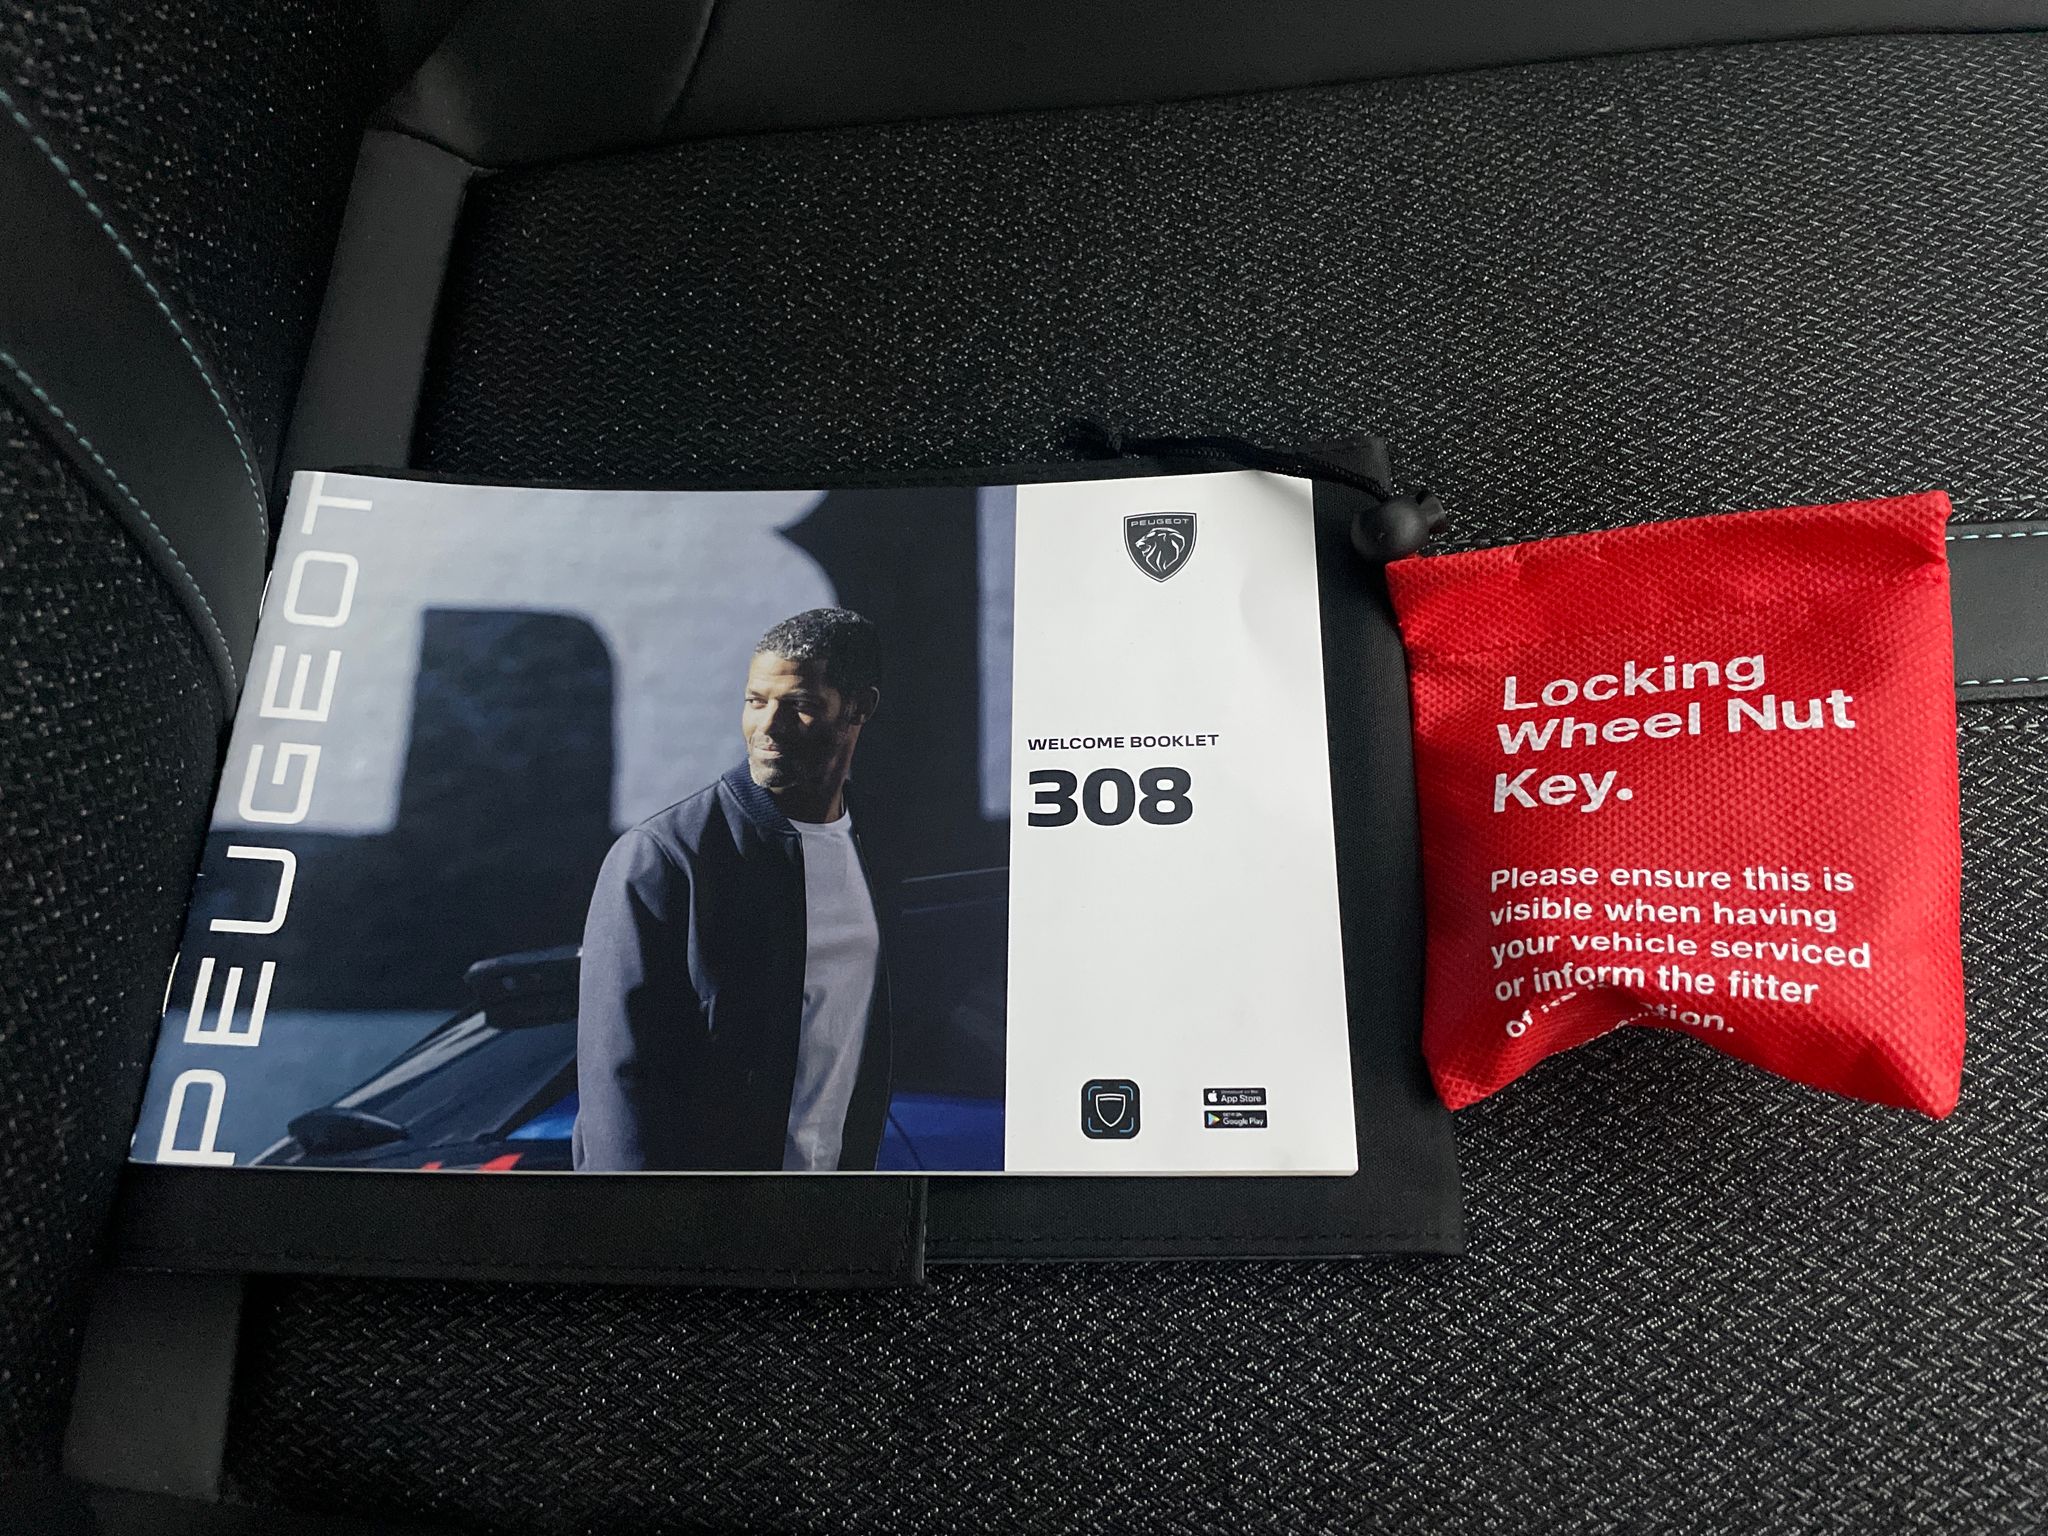 PEUGEOT
PEUGEOT
WELCOME BOOKLET
308
App Store
Google Play
Locking
Wheel Nut
Key.
Please ensure this is
visible when having
your vehicle serviced
or inform the fitter
of